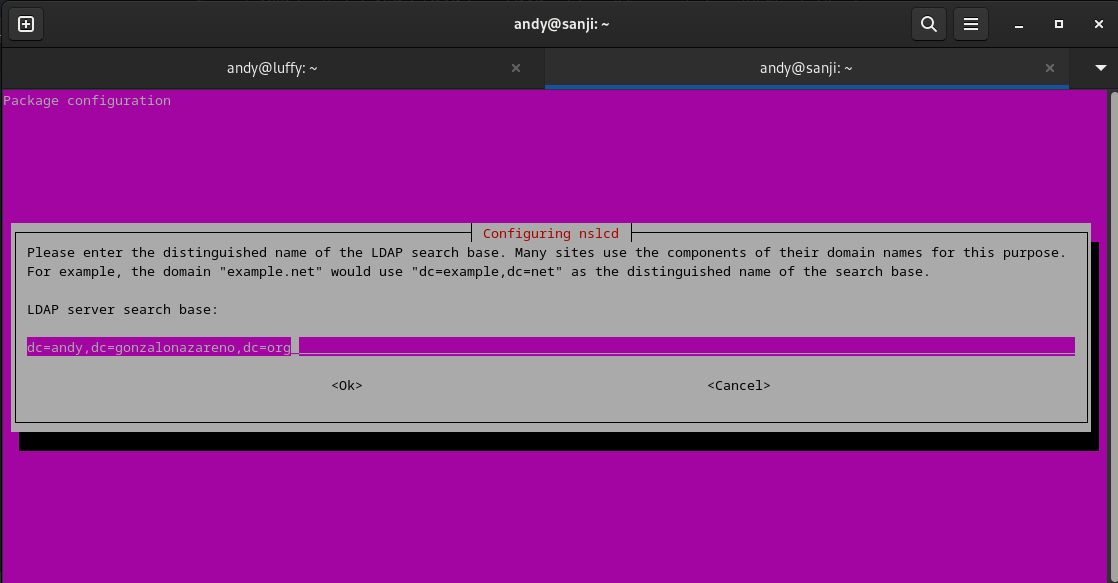 andy@sanji: ~
andy@luffy: ~
andy@sanji: ~
Package configuration
Configuring nslcd
Please enter the distinguished name of the LDAP search base. Many sites use the components of their domain names for this purpose.
For example, the domain "example.net" would use "dc=example,dc=net" as the distinguished name of the search base.
LDAP server search base:
dc=andy,dc=gonzalonazareno,dc=org
<Ok>
<Cancel>